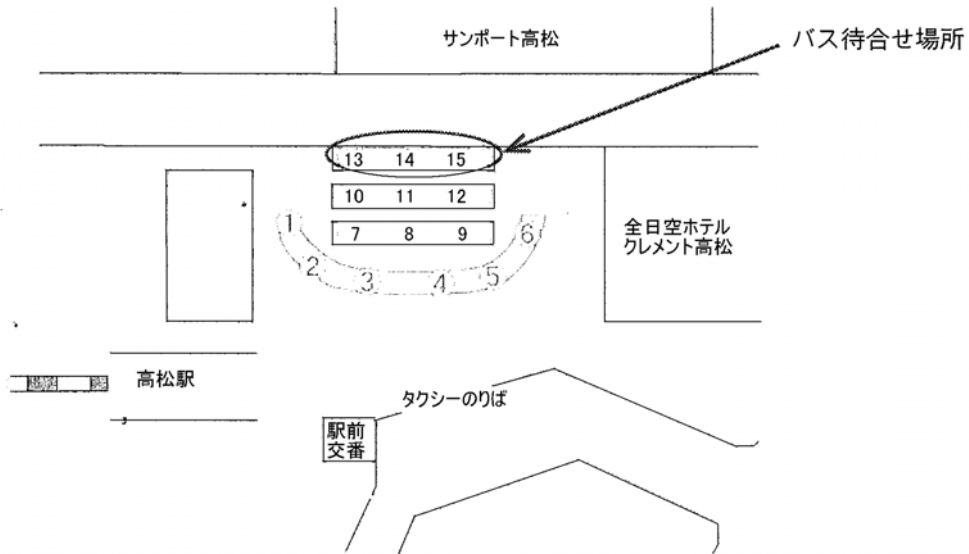 サンポート高松
バス待合せ場所
13 14 15
10 11 12
7 8 9
1
2
3
4
5
6
全日空ホテル
クレメント高松
高松駅
タクシーのりば
駅前
交番